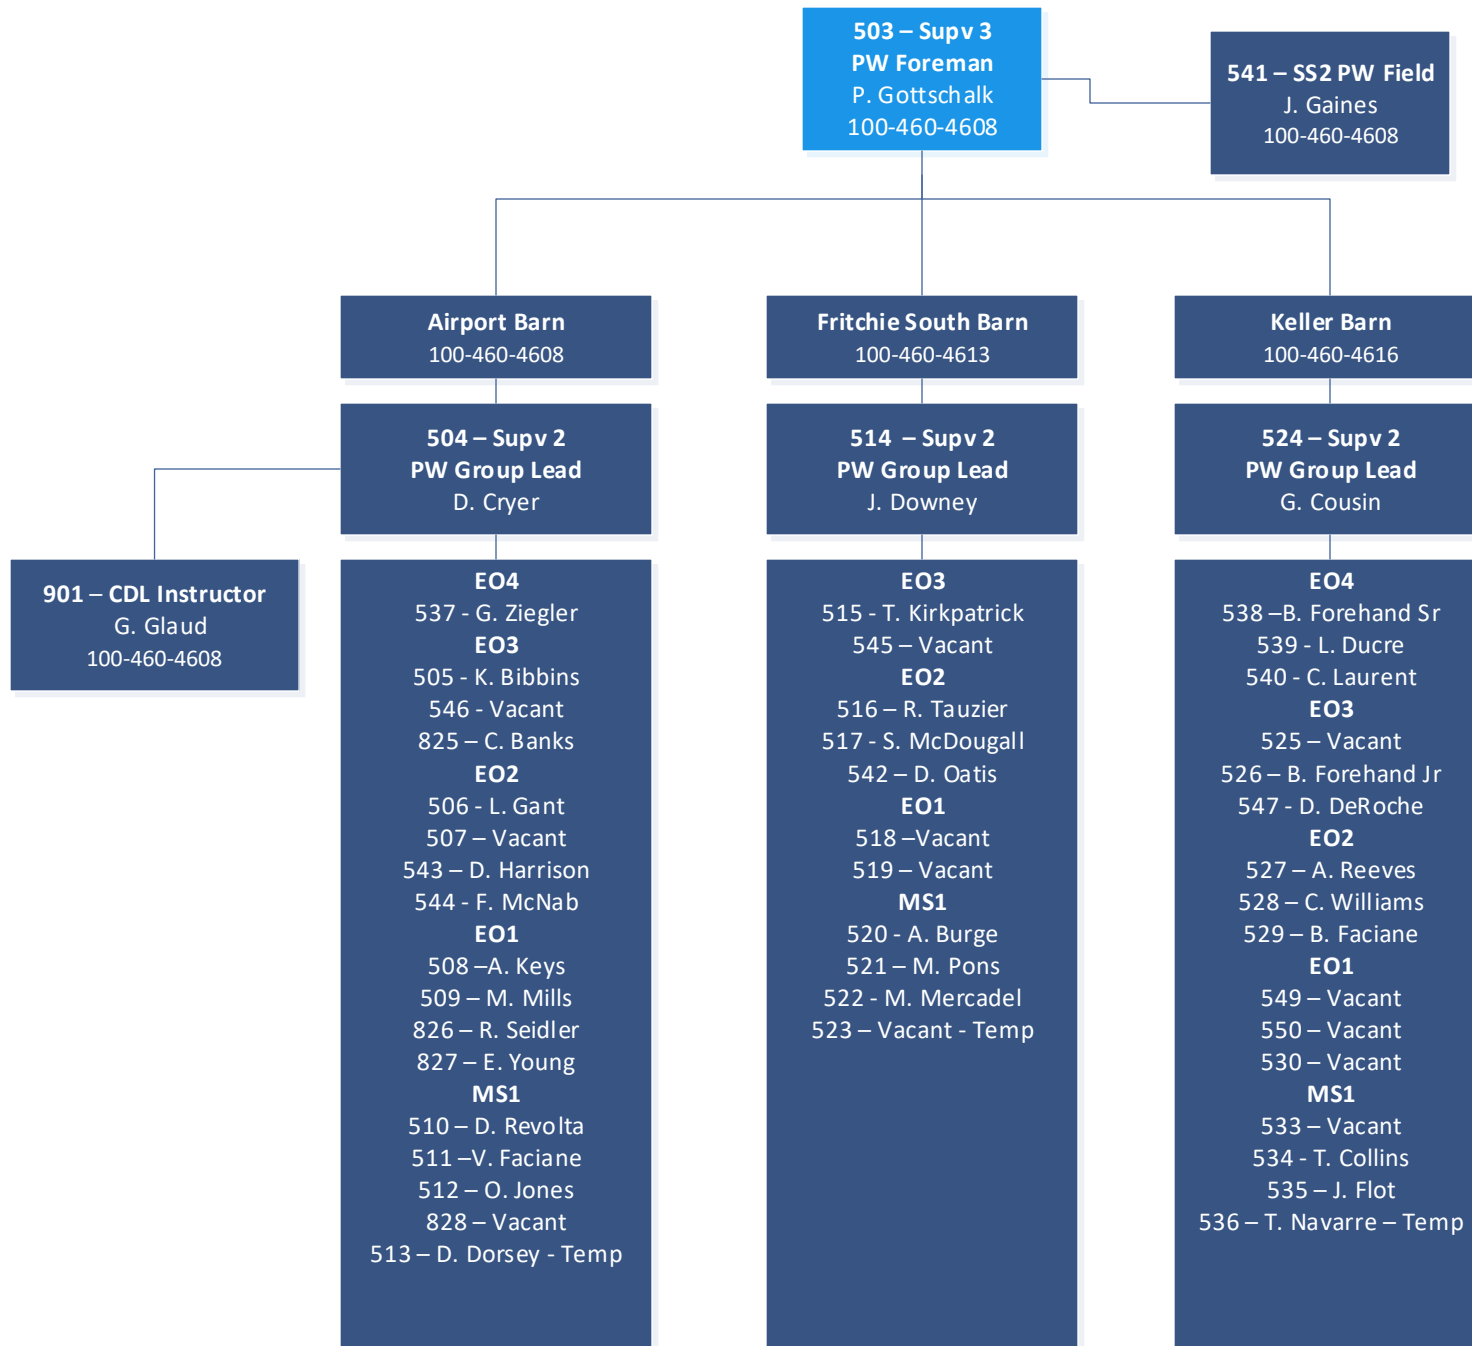 503 – Supv 3
PW Foreman
P. Gottschalk
100-460-4608
541 – SS2 PW Field
J. Gaines
100-460-4608
Airport Barn
100-460-4608
Fritchie South Barn
100-460-4613
Keller Barn
100-460-4616
504 – Supv 2
PW Group Lead
D. Cryer
514 – Supv 2
PW Group Lead
J. Downey
524 – Supv 2
PW Group Lead
G. Cousin
901 – CDL Instructor
G. Glaud
100-460-4608
EO4
537 - G. Ziegler
EO3
505 - K. Bibbins
546 - Vacant
825 – C. Banks
EO2
506 - L. Gant
507 – Vacant
543 – D. Harrison
544 - F. McNab
EO1
508 –A. Keys
509 – M. Mills
826 – R. Seidler
827 – E. Young
MS1
510 – D. Revolta
511 –V. Faciane
512 – O. Jones
828 – Vacant
513 – D. Dorsey - Temp
EO3
515 - T. Kirkpatrick
545 – Vacant
EO2
516 – R. Tauzier
517 - S. McDougall
542 – D. Oatis
EO1
518 –Vacant
519 – Vacant
MS1
520 - A. Burge
521 – M. Pons
522 - M. Mercadel
523 – Vacant - Temp
EO4
538 –B. Forehand Sr
539 - L. Ducre
540 - C. Laurent
EO3
525 – Vacant
526 – B. Forehand Jr
547 - D. DeRoche
EO2
527 – A. Reeves
528 – C. Williams
529 – B. Faciane
EO1
549 – Vacant
550 – Vacant
530 – Vacant
MS1
533 – Vacant
534 - T. Collins
535 – J. Flot
536 – T. Navarre – Temp